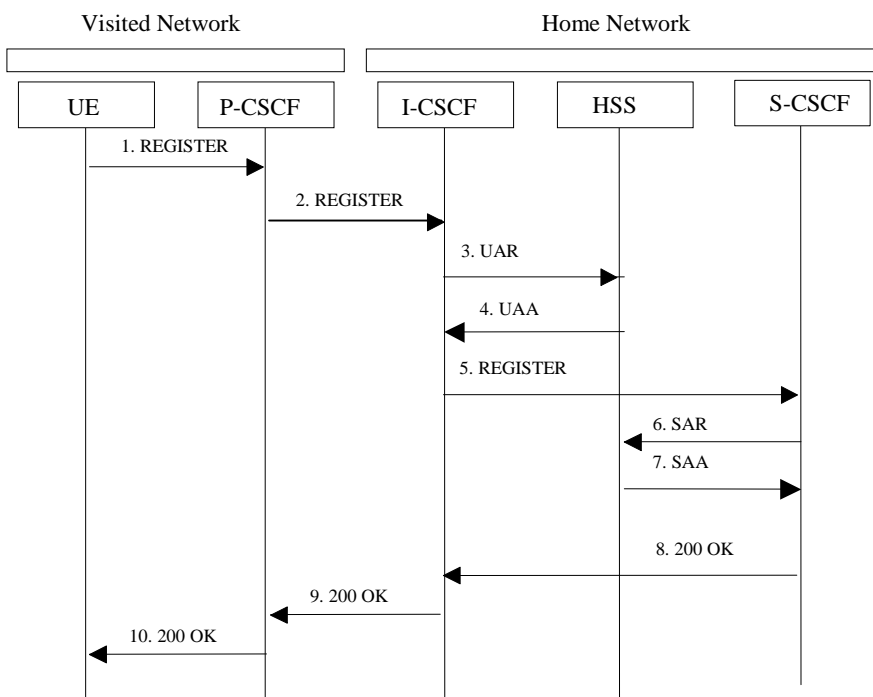 Visited Network
Home Network
UE
P-CSCF
I-CSCF
HSS
S-CSCF
1. REGISTER
2. REGISTER
3. UAR
4. UAA
5. REGISTER
6. SAR
7. SAA
8. 200 OK
9. 200 OK
10. 200 OK